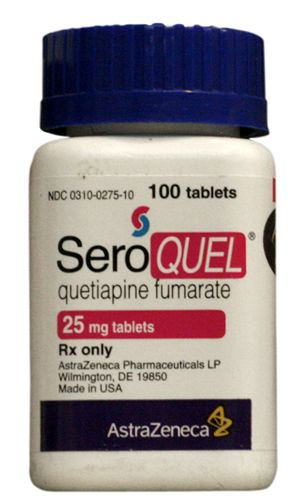 NDC 0310-0275-10 100 tablets
SeroQUEL®
quetiapine fumarate
25 mg tablets
Rx only
AstraZeneca Pharmaceuticals LP
Wilmington, DE 19850
Made in USA
AstraZeneca